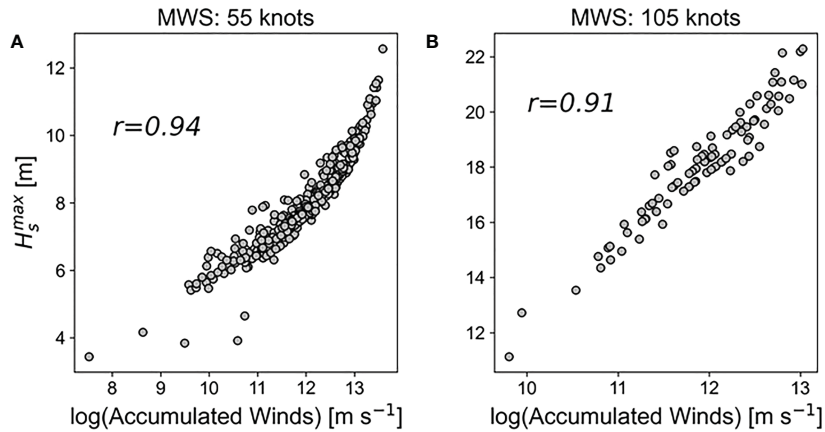 MWS: 55 knots
A
r=0.94
H_s^max [m]
12
10
8
6
4
8 9 10 11 12 13
log(Accumulated Winds) [m s⁻¹]
MWS: 105 knots
B
r=0.91
22
20
18
16
14
12
10 11 12 13
log(Accumulated Winds) [m s⁻¹]